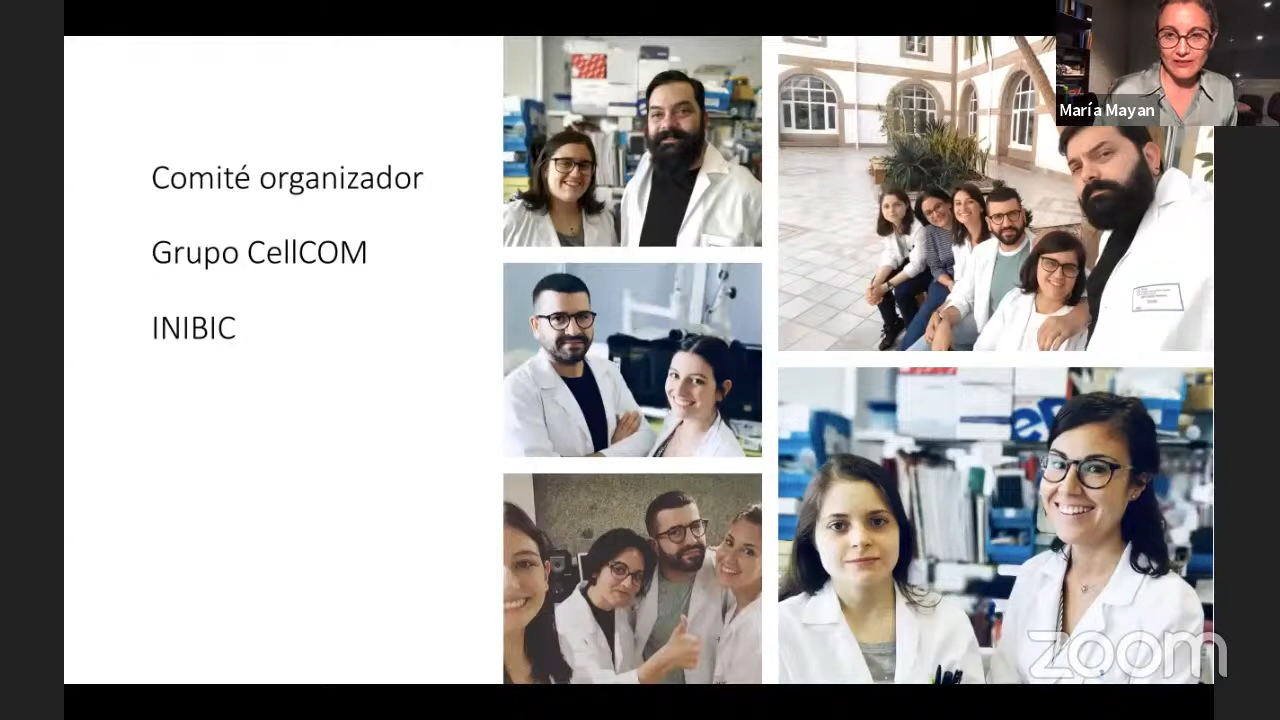 María Mayan
Comité organizador
Grupo CellCOM
INIBIC
zoom